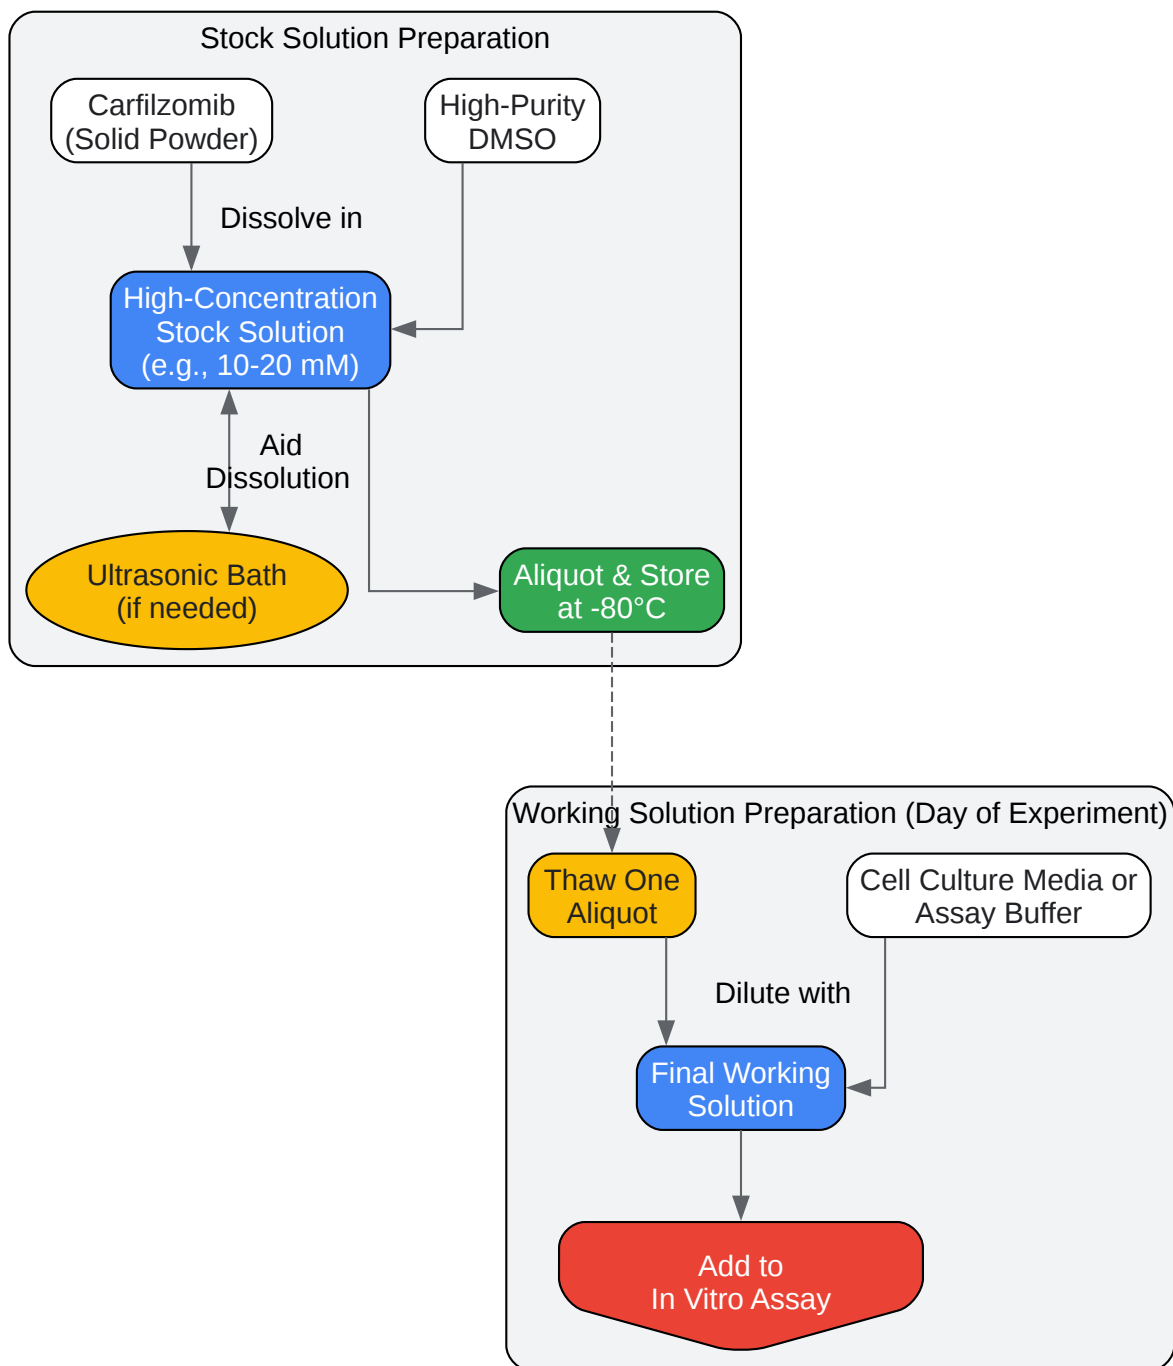 Stock Solution Preparation
Carfilzomib
(Solid Powder)
High-Purity
DMSO
Dissolve in
High-Concentration
Stock Solution
(e.g., 10-20 mM)
Aid
Dissolution
Ultrasonic Bath
(if needed)
Aliquot & Store
at -80°C
Working Solution Preparation (Day of Experiment)
Thaw One
Aliquot
Cell Culture Media or
Assay Buffer
Dilute with
Final Working
Solution
Add to
In Vitro Assay